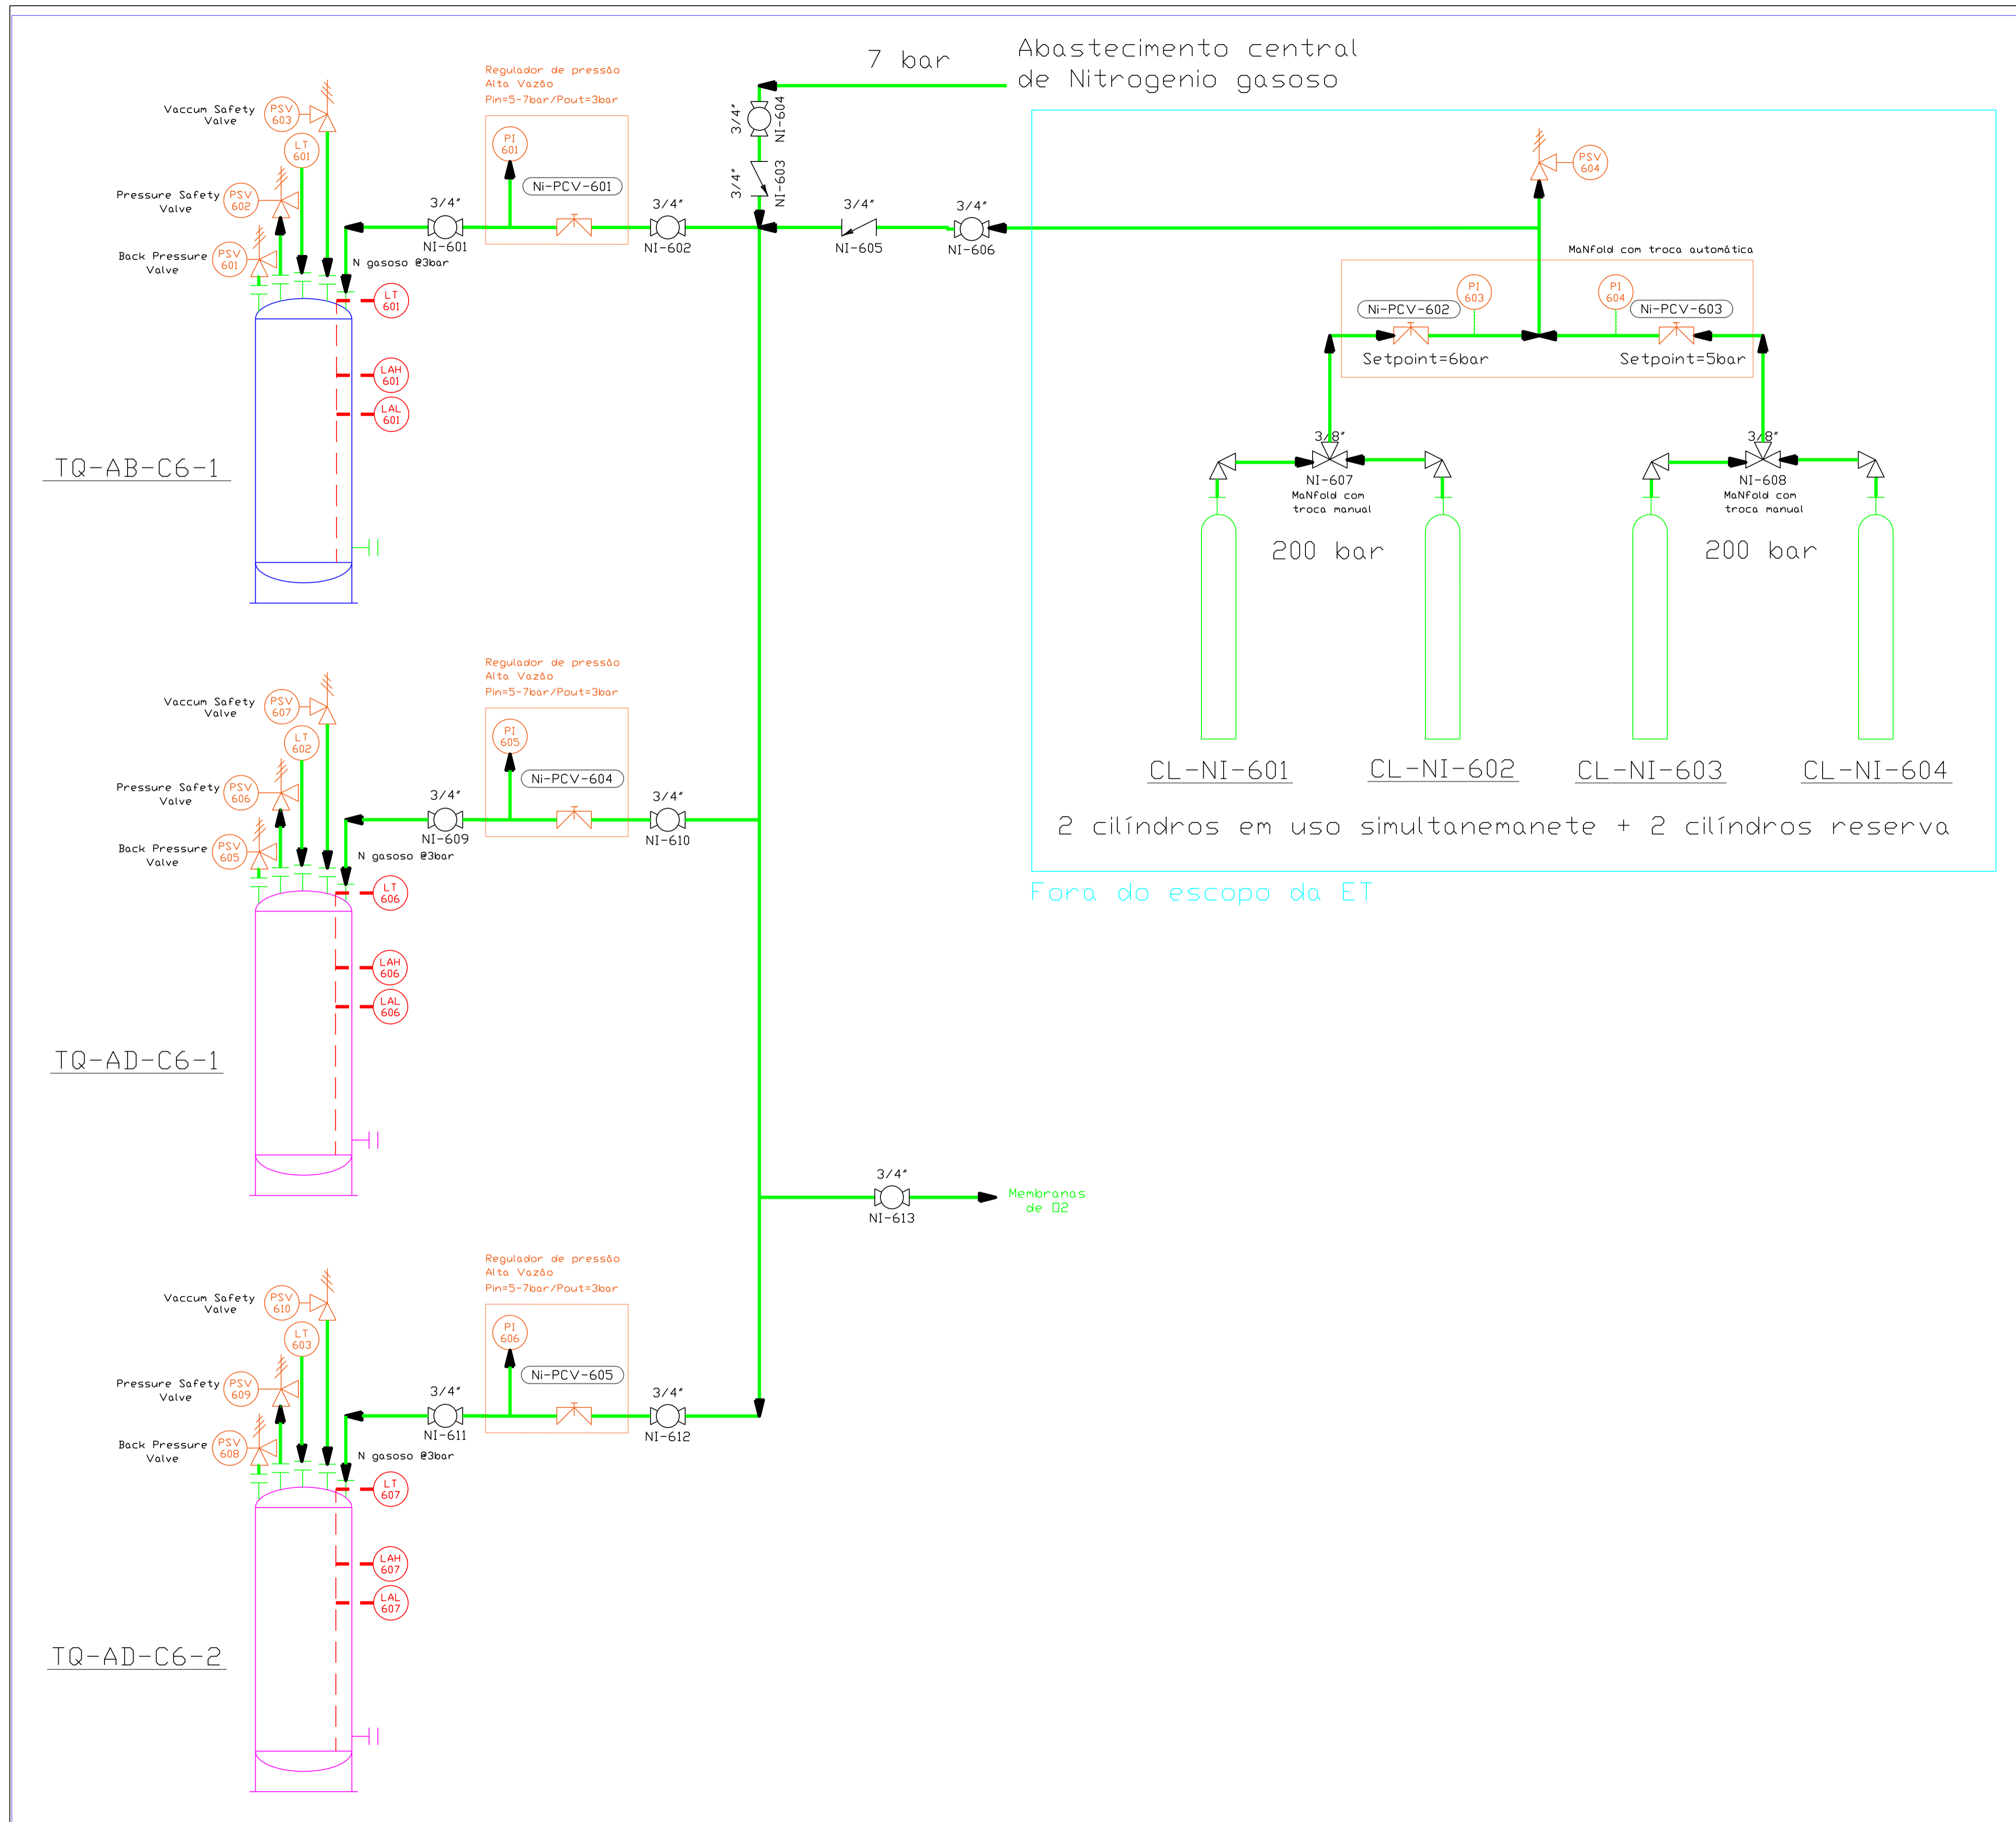 7 bar
Abastecimento central
de Nitrogenio gasoso
3/4"
NI-604
3/4"
NI-603
Regulador de pressão
Alta Vazão
Pin=5-7bar/Pout=3bar
PI
601
Ni-PCV-601
Vaccum Safety
Valve
PSV
603
LT
601
Pressure Safety
Valve
PSV
602
Back Pressure
Valve
PSV
601
3/4"
NI-601
3/4"
NI-602
3/4"
NI-605
3/4"
NI-606
N gasoso @3bar
LT
601
LAH
601
LAL
601
TQ-AB-C6-1
PSV
604
MaNfold com troca automática
Ni-PCV-602
PI
603
PI
604
Ni-PCV-603
Setpoint=6bar
Setpoint=5bar
3/8"
NI-607
MaNfold com
troca manual
3/8"
NI-608
MaNfold com
troca manual
200 bar
200 bar
CL-NI-601
CL-NI-602
CL-NI-603
CL-NI-604
2 cilíndros em uso simultanemanete + 2 cilíndros reserva
Fora do escopo da ET
Regulador de pressão
Alta Vazão
Pin=5-7bar/Pout=3bar
PI
605
Ni-PCV-604
Vaccum Safety
Valve
PSV
607
LT
602
Pressure Safety
Valve
PSV
606
Back Pressure
Valve
PSV
605
3/4"
NI-609
3/4"
NI-610
N gasoso @3bar
LT
606
LAH
606
LAL
606
TQ-AD-C6-1
3/4"
NI-613
Membranas
de O2
Regulador de pressão
Alta Vazão
Pin=5-7bar/Pout=3bar
PI
606
Ni-PCV-605
Vaccum Safety
Valve
PSV
610
LT
603
Pressure Safety
Valve
PSV
609
Back Pressure
Valve
PSV
608
3/4"
NI-611
3/4"
NI-612
N gasoso @3bar
LT
607
LAH
607
LAL
607
TQ-AD-C6-2